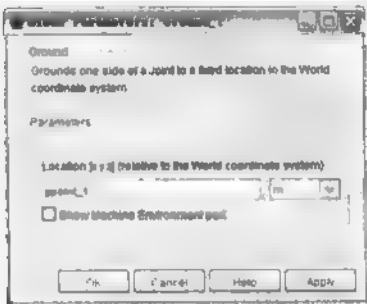 Ground
Grounds one side of a Joint to a fixed location in the World
coordinate system
Parameters
Location [x y z] (relative to the World coordinate system)
m
Show Machine Environment port
OK
Cancel
Help
Apply